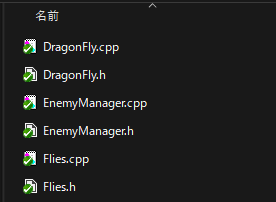 名前
DragonFly.cpp
DragonFly.h
EnemyManager.cpp
EnemyManager.h
Flies.cpp
Flies.h